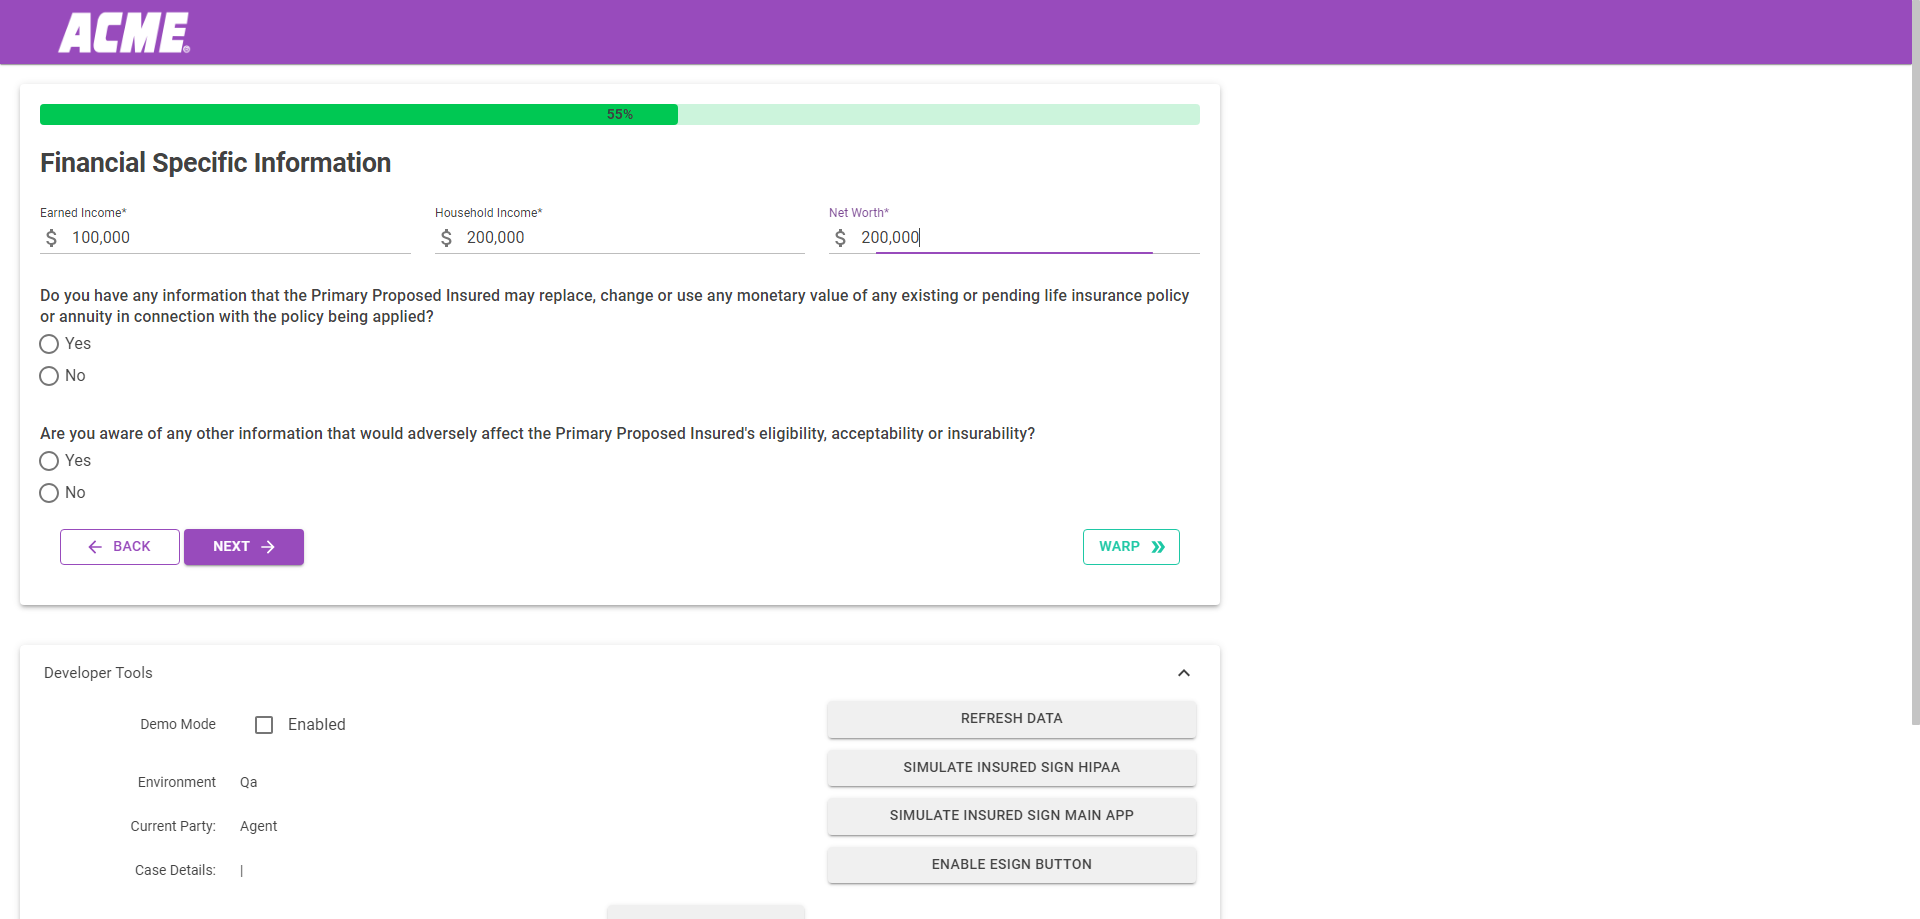 ACME®
55%
Financial Specific Information
Earned Income*
Household Income*
Net Worth*
$ 100,000
$ 200,000
$ 200,000
Do you have any information that the Primary Proposed Insured may replace, change or use any monetary value of any existing or pending life insurance policy
or annuity in connection with the policy being applied?
Yes
No
Are you aware of any other information that would adversely affect the Primary Proposed Insured's eligibility, acceptability or insurability?
Yes
No
BACK
NEXT
WARP
Developer Tools
Demo Mode
Enabled
REFRESH DATA
SIMULATE INSURED SIGN HIPAA
Environment
Qa
SIMULATE INSURED SIGN MAIN APP
Current Party:
Agent
ENABLE ESIGN BUTTON
Case Details:
|